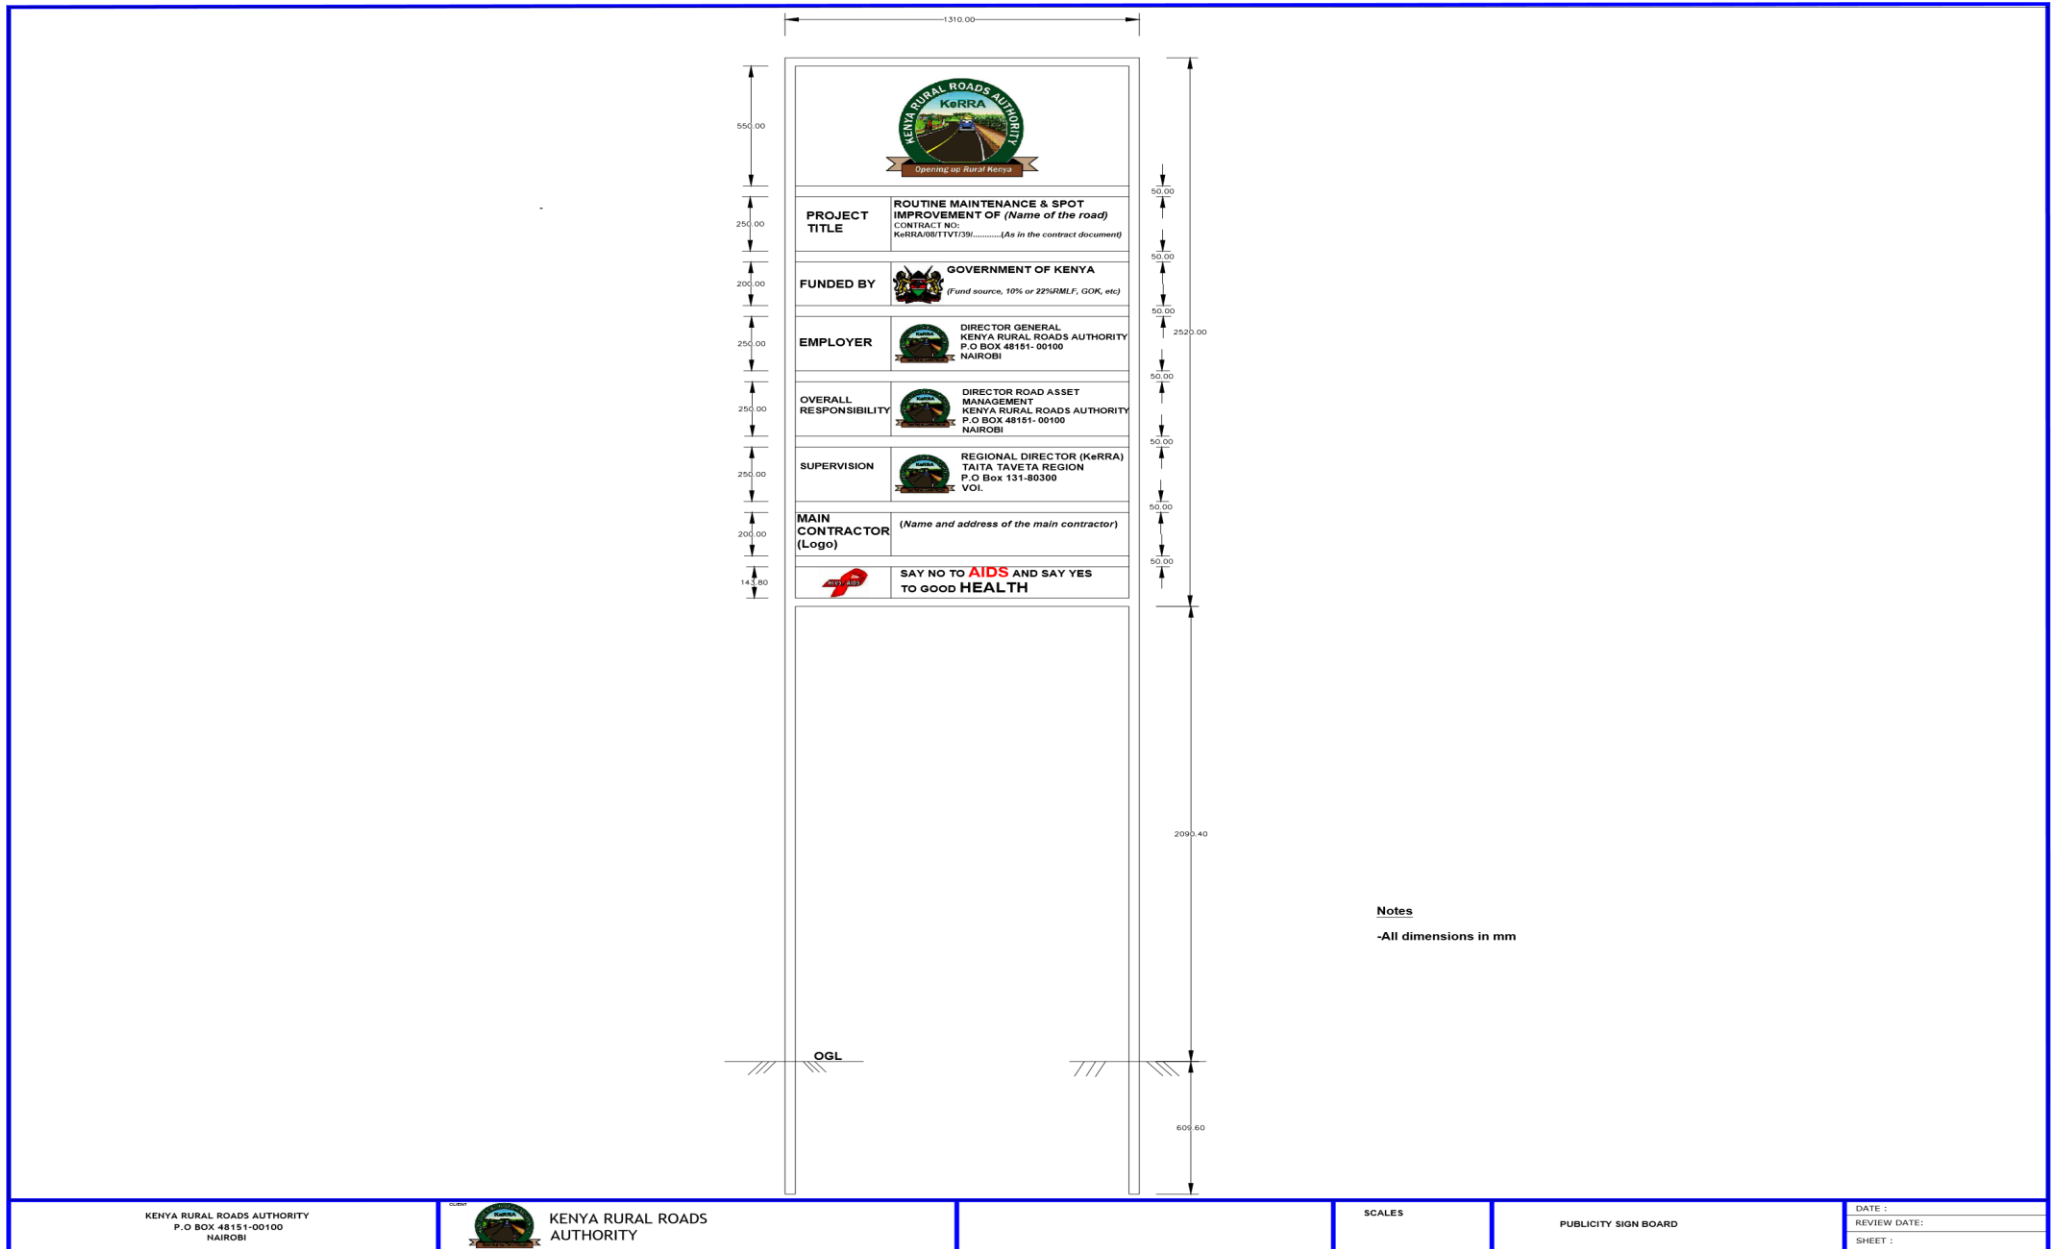 1310.00
KENYA RURAL ROADS AUTHORITY
KeRRA
Opening up Rural Kenya
550.00
50.00
PROJECT
TITLE
ROUTINE MAINTENANCE & SPOT
IMPROVEMENT OF (Name of the road)
CONTRACT NO:
KeRRA/08/TTVT/39/...........(As in the contract document)
250.00
50.00
FUNDED BY
GOVERNMENT OF KENYA
(Fund source, 10% or 22%RMLF, GOK, etc)
200.00
50.00
2520.00
EMPLOYER
KeRRA
DIRECTOR GENERAL
KENYA RURAL ROADS AUTHORITY
P.O BOX 48151- 00100
NAIROBI
250.00
50.00
OVERALL
RESPONSIBILITY
KeRRA
DIRECTOR ROAD ASSET
MANAGEMENT
KENYA RURAL ROADS AUTHORITY
P.O BOX 48151- 00100
NAIROBI
250.00
50.00
SUPERVISION
KeRRA
REGIONAL DIRECTOR (KeRRA)
TAITA TAVETA REGION
P.O Box 131-80300
VOI.
250.00
50.00
MAIN
CONTRACTOR
(Logo)
(Name and address of the main contractor)
200.00
50.00
143.80
SAY NO TO AIDS AND SAY YES
TO GOOD HEALTH
2090.40
Notes
-All dimensions in mm
OGL
609.60
KENYA RURAL ROADS AUTHORITY
P.O BOX 48151-00100
NAIROBI
CLIENT
KeRRA
KENYA RURAL ROADS
AUTHORITY
SCALES
PUBLICITY SIGN BOARD
DATE :
REVIEW DATE:
SHEET :